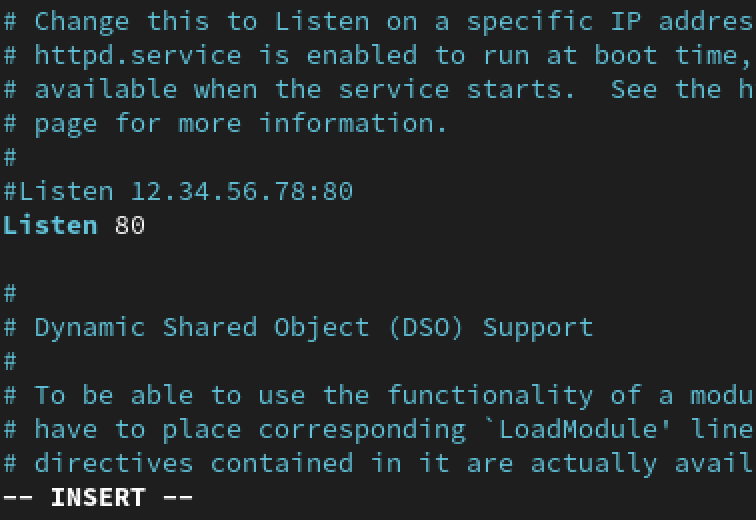 # Change this to Listen on a specific IP addres
# httpd.service is enabled to run at boot time,
# available when the service starts.  See the h
# page for more information.
#
#Listen 12.34.56.78:80
Listen 80
#
# Dynamic Shared Object (DSO) Support
#
# To be able to use the functionality of a modu
# have to place corresponding `LoadModule' line
# directives contained in it are actually avail
-- INSERT --